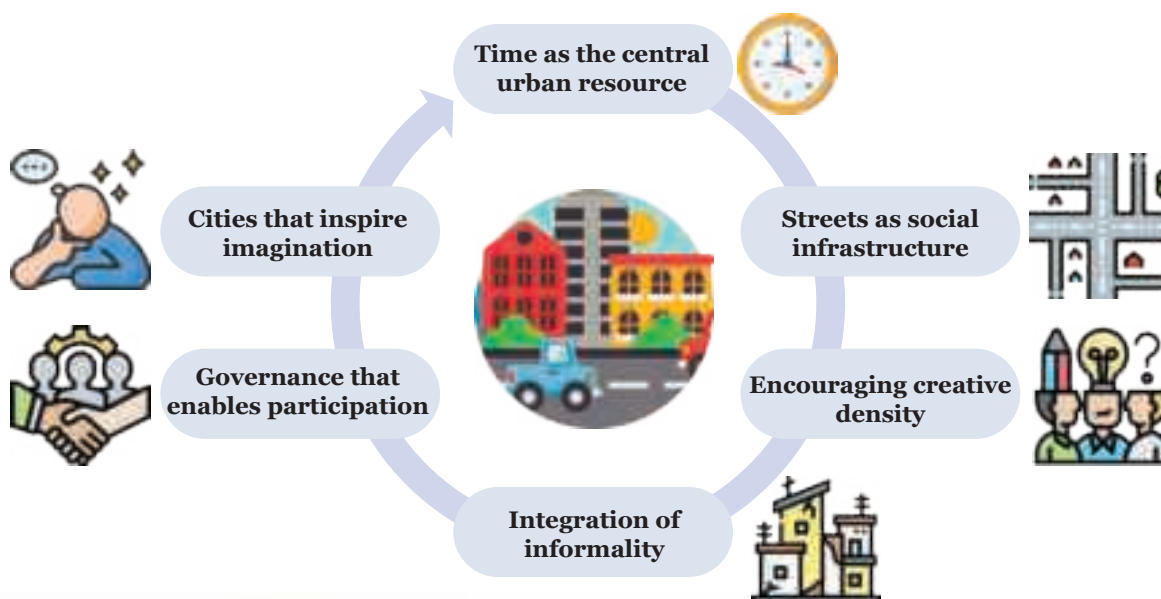 Time as the central
urban resource
Streets as social
infrastructure
Encouraging creative
density
Integration of
informality
Governance that
enables participation
Cities that inspire
imagination